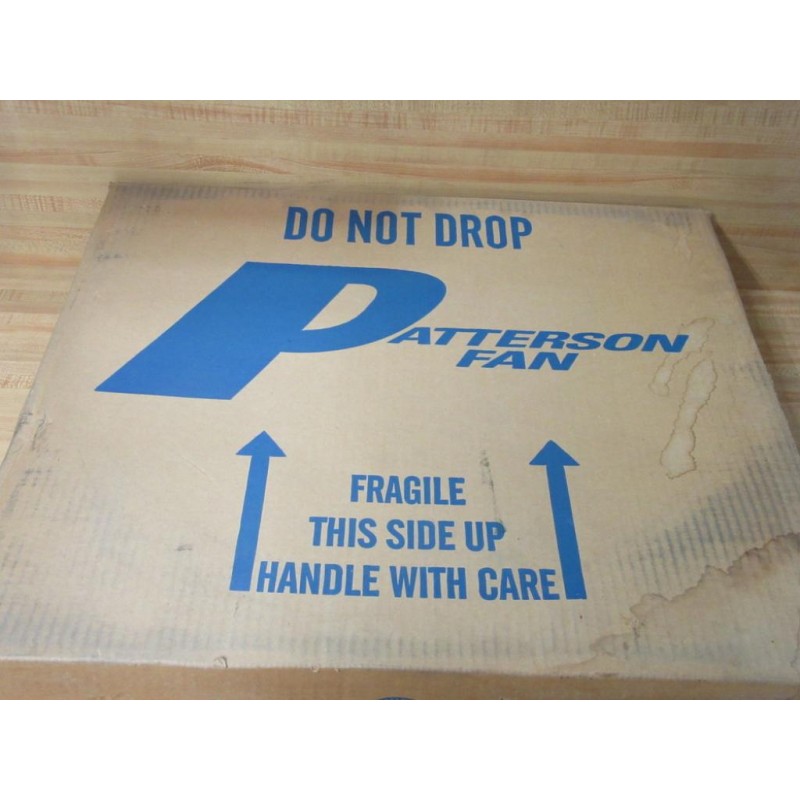 DO NOT DROP
PATTERSON
FAN
FRAGILE
THIS SIDE UP
HANDLE WITH CARE